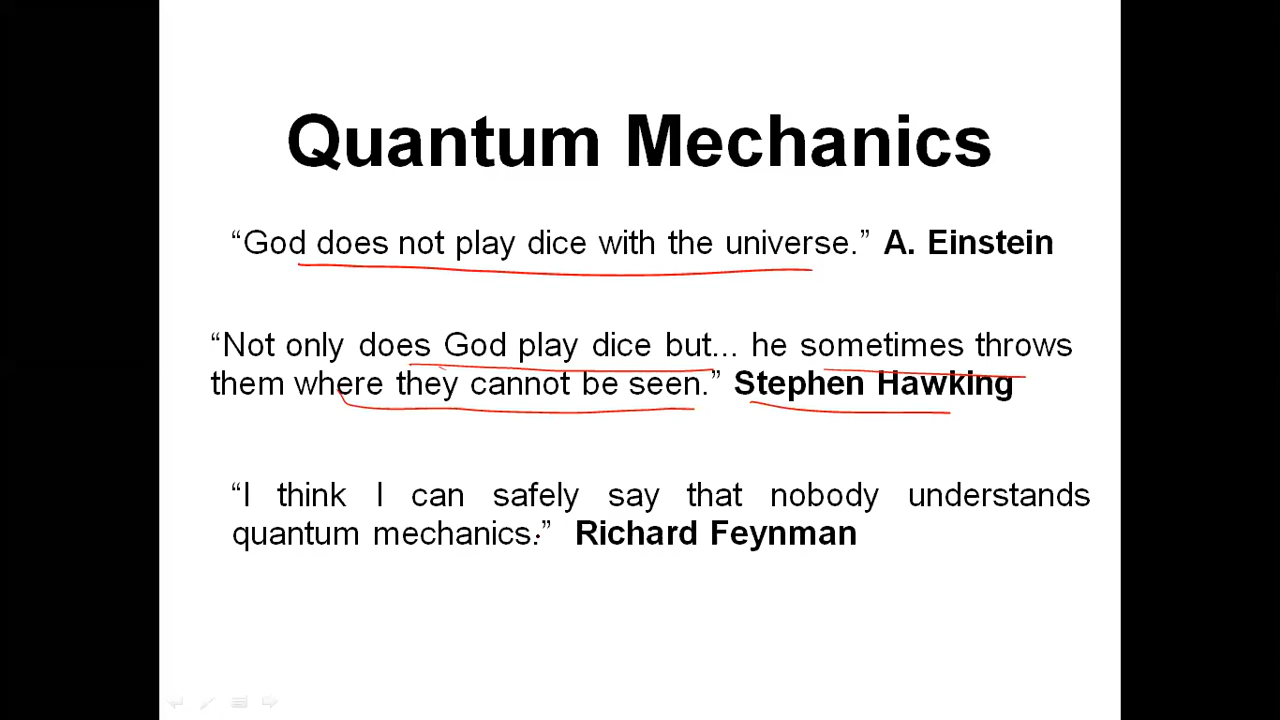 Quantum Mechanics
“God does not play dice with the universe.” A. Einstein
“Not only does God play dice but... he sometimes throws
them where they cannot be seen.” Stephen Hawking
“I think I can safely say that nobody understands
quantum mechanics.” Richard Feynman